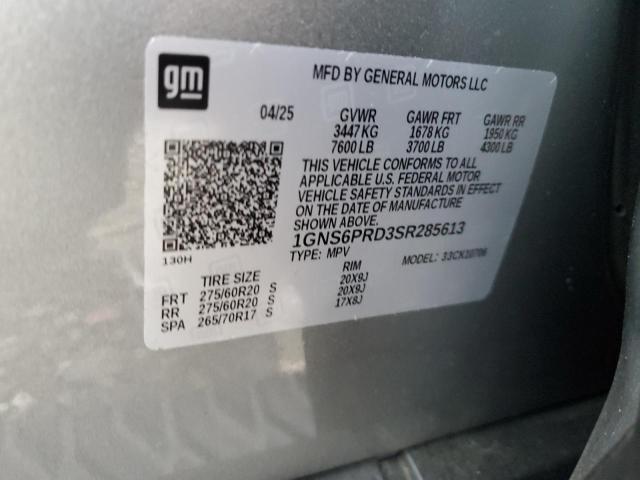 gm
MFD BY GENERAL MOTORS LLC
04/25 GVWR GAWR FRT GAWR RR
3447 KG 1678 KG 1950 KG
7600 LB 3700 LB 4300 LB
THIS VEHICLE CONFORMS TO ALL
APPLICABLE U.S. FEDERAL MOTOR
VEHICLE SAFETY STANDARDS IN EFFECT
ON THE DATE OF MANUFACTURE
SHOWN ABOVE.
1GNS6PRD3SR285613
130H
TYPE: MPV MODEL: 33CK10706
TIRE SIZE RIM
FRT 275/60R20 S 20X9J
RR 275/60R20 S 20X9J
SPA 265/70R17 S 17X8J